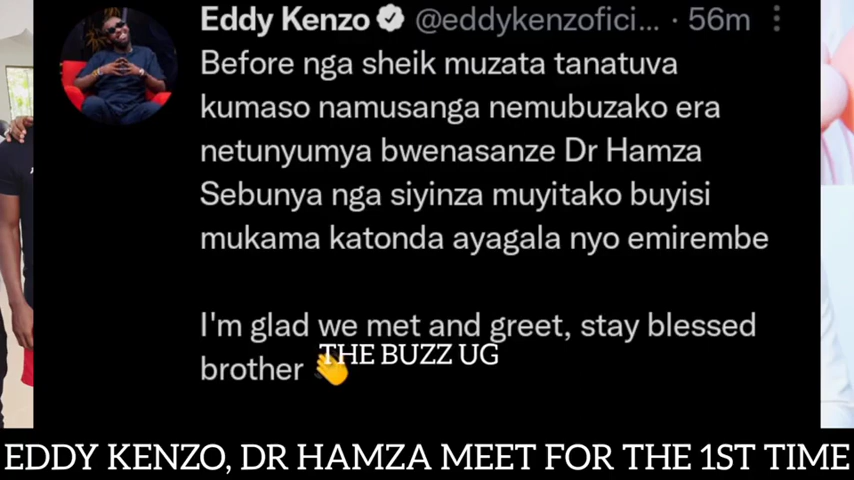 Eddy Kenzo @eddykenzofici... · 56m
Before nga sheik muzata tanatuva
kumaso namusanga nemubuzako era
netunyumya bwenasanze Dr Hamza
Sebunya nga siyinza muyitako buyisi
mukama katonda ayagala nyo emirembe
I'm glad we met and greet, stay blessed
brother 👏
THE BUZZ UG
EDDY KENZO, DR HAMZA MEET FOR THE 1ST TIME